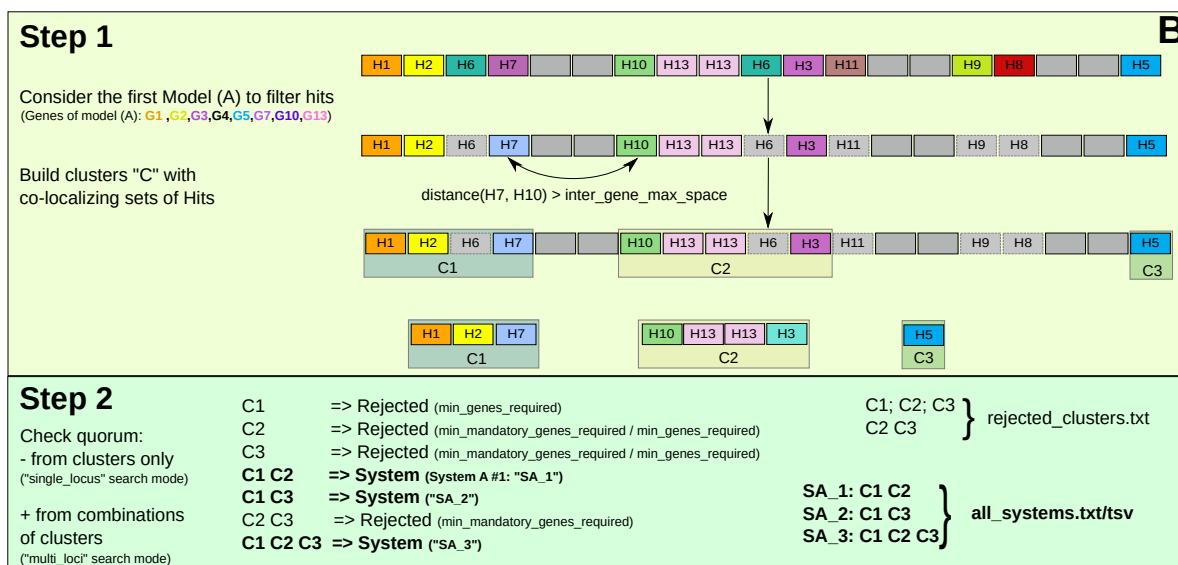 B
Step 1
H1 H2 H6 H7 H10 H13 H13 H6 H3 H11 H9 H8 H5
Consider the first Model (A) to filter hits
(Genes of model (A): G1 ,G2,G3,G4,G5,G7,G10,G13)
H1 H2 H6 H7 H10 H13 H13 H6 H3 H11 H9 H8 H5
Build clusters "C" with
co-localizing sets of Hits
distance(H7, H10) > inter_gene_max_space
H1 H2 H6 H7 H10 H13 H13 H6 H3 H11 H9 H8 H5
C1 C2 C3
H1 H2 H7 H10 H13 H13 H3 H5
C1 C2 C3
Step 2
Check quorum:
- from clusters only
("single_locus" search mode)
+ from combinations
of clusters
("multi_loci" search mode)
C1 => Rejected (min_genes_required)
C2 => Rejected (min_mandatory_genes_required / min_genes_required)
C3 => Rejected (min_mandatory_genes_required / min_genes_required)
C1 C2 => System (System A #1: "SA_1")
C1 C3 => System ("SA_2")
C2 C3 => Rejected (min_mandatory_genes_required)
C1 C2 C3 => System ("SA_3")
C1; C2; C3
C2 C3
} rejected_clusters.txt
SA_1: C1 C2
SA_2: C1 C3
SA_3: C1 C2 C3
} all_systems.txt/tsv